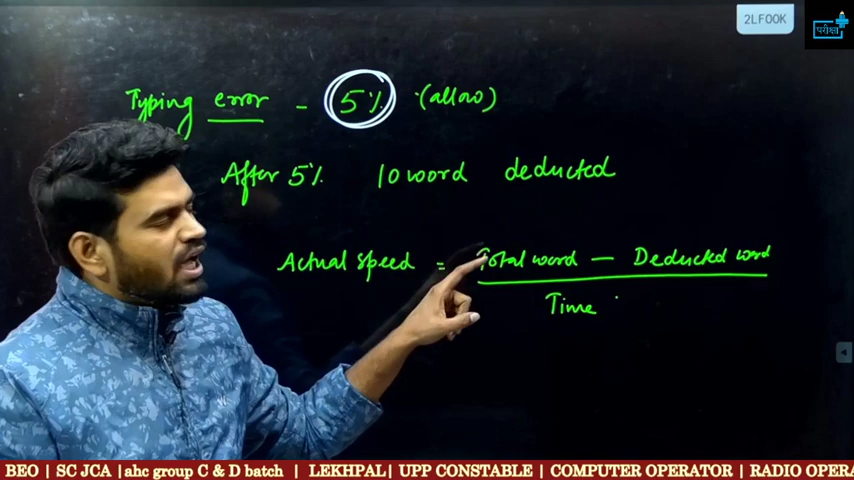 2LFOOK
परीक्षा
Typing error - 5% (allow)
After 5% 10 word deducted
Actual speed = Total word - Deducted word
Time
BEO | SC JCA |ahc group C & D batch | LEKHPAL| UPP CONSTABLE | COMPUTER OPERATOR | RADIO OPERA